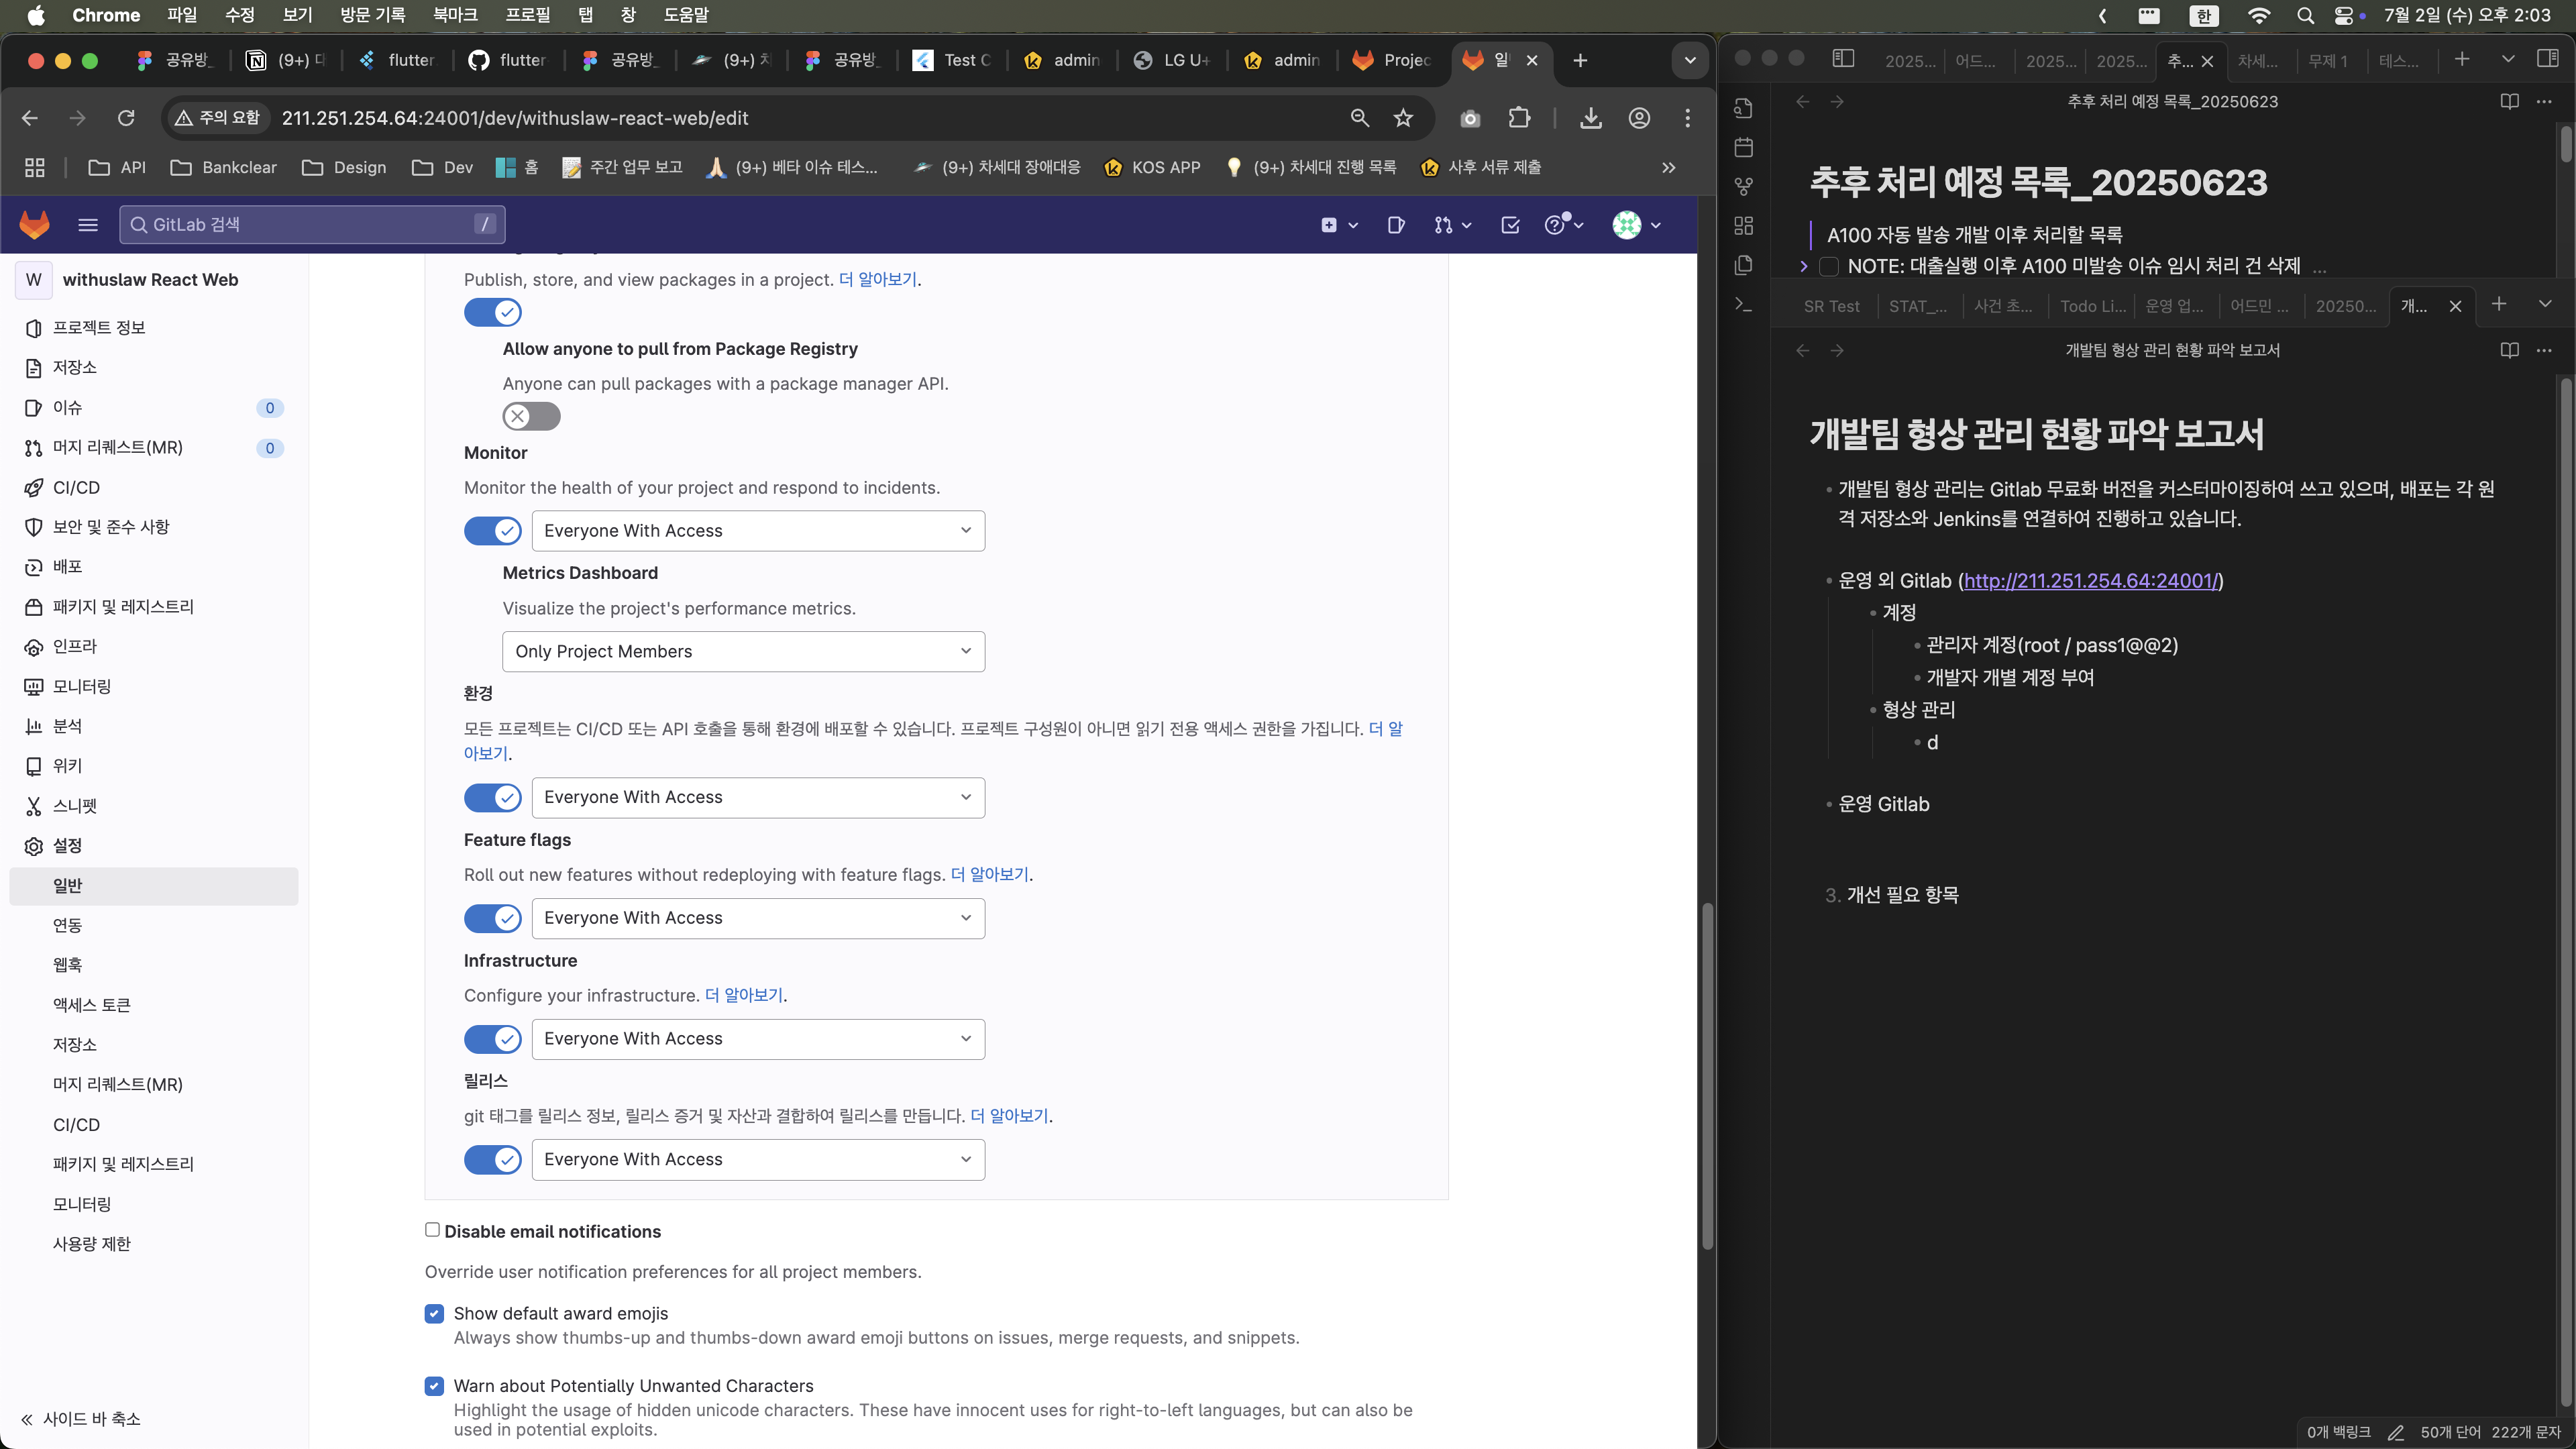 Chrome 파일 수정 보기 방문 기록 북마크 프로필 탭 창 도움말
한 7월 2일 (수) 오후 2:03
공유방_ (9+) flutter flutter 공유방_ (9+) 공유방_ Test C admin LG U+ admin Projec 일
주의 요함 211.251.254.64:24001/dev/withuslaw-react-web/edit
API Bankclear Design Dev 홈 주간 업무 보고 (9+) 베타 이슈 테스... (9+) 차세대 장애대응 KOS APP (9+) 차세대 진행 목록 사후 서류 제출
GitLab 검색 /
W withuslaw React Web
프로젝트 정보
저장소
이슈 0
머지 리퀘스트(MR) 0
CI/CD
보안 및 준수 사항
배포
패키지 및 레지스트리
인프라
모니터링
분석
위키
스니펫
설정
일반
연동
웹훅
액세스 토큰
저장소
머지 리퀘스트(MR)
CI/CD
패키지 및 레지스트리
모니터링
사용량 제한
사이드 바 축소
Publish, store, and view packages in a project. 더 알아보기.
Allow anyone to pull from Package Registry
Anyone can pull packages with a package manager API.
Monitor
Monitor the health of your project and respond to incidents.
Everyone With Access
Metrics Dashboard
Visualize the project's performance metrics.
Only Project Members
환경
모든 프로젝트는 CI/CD 또는 API 호출을 통해 환경에 배포할 수 있습니다. 프로젝트 구성원이 아니면 읽기 전용 액세스 권한을 가집니다. 더 알
아보기.
Everyone With Access
Feature flags
Roll out new features without redeploying with feature flags. 더 알아보기.
Everyone With Access
Infrastructure
Configure your infrastructure. 더 알아보기.
Everyone With Access
릴리스
git 태그를 릴리스 정보, 릴리스 증거 및 자산과 결합하여 릴리스를 만듭니다. 더 알아보기.
Everyone With Access
Disable email notifications
Override user notification preferences for all project members.
Show default award emojis
Always show thumbs-up and thumbs-down award emoji buttons on issues, merge requests, and snippets.
Warn about Potentially Unwanted Characters
Highlight the usage of hidden unicode characters. These have innocent uses for right-to-left languages, but can also be
used in potential exploits.
2025... 어드... 2025... 2025... 추... 차세... 무제 1 테스...
추후 처리 예정 목록_20250623
추후 처리 예정 목록_20250623
A100 자동 발송 개발 이후 처리할 목록
NOTE: 대출실행 이후 A100 미발송 이슈 임시 처리 건 삭제 ...
SR Test STAT_... 사건 초... Todo Li... 운영 업... 어드민 ... 20250... 개...
개발팀 형상 관리 현황 파악 보고서
개발팀 형상 관리 현황 파악 보고서
• 개발팀 형상 관리는 Gitlab 무료화 버전을 커스터마이징하여 쓰고 있으며, 배포는 각 원
격 저장소와 Jenkins를 연결하여 진행하고 있습니다.
• 운영 외 Gitlab (http://211.251.254.64:24001/)
• 계정
• 관리자 계정(root / pass1@@2)
• 개발자 개별 계정 부여
• 형상 관리
• d
• 운영 Gitlab
3. 개선 필요 항목
0개 백링크 50개 단어 222개 문자